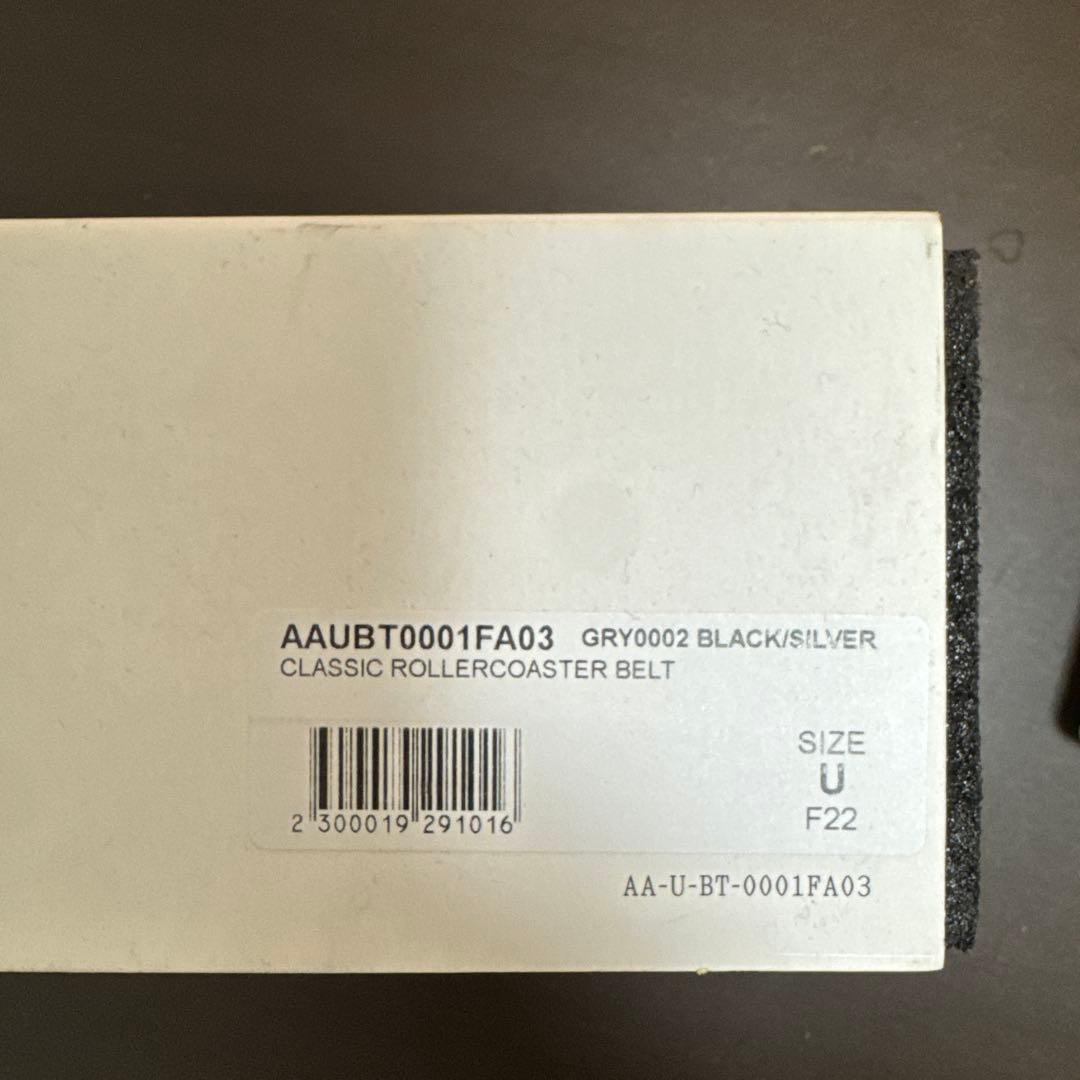 AAUBT0001FA03 GRY0002 BLACK/SILVER
CLASSIC ROLLERCOASTER BELT
SIZE
U
F22
2 300019 291016
AA-U-BT-0001FA03